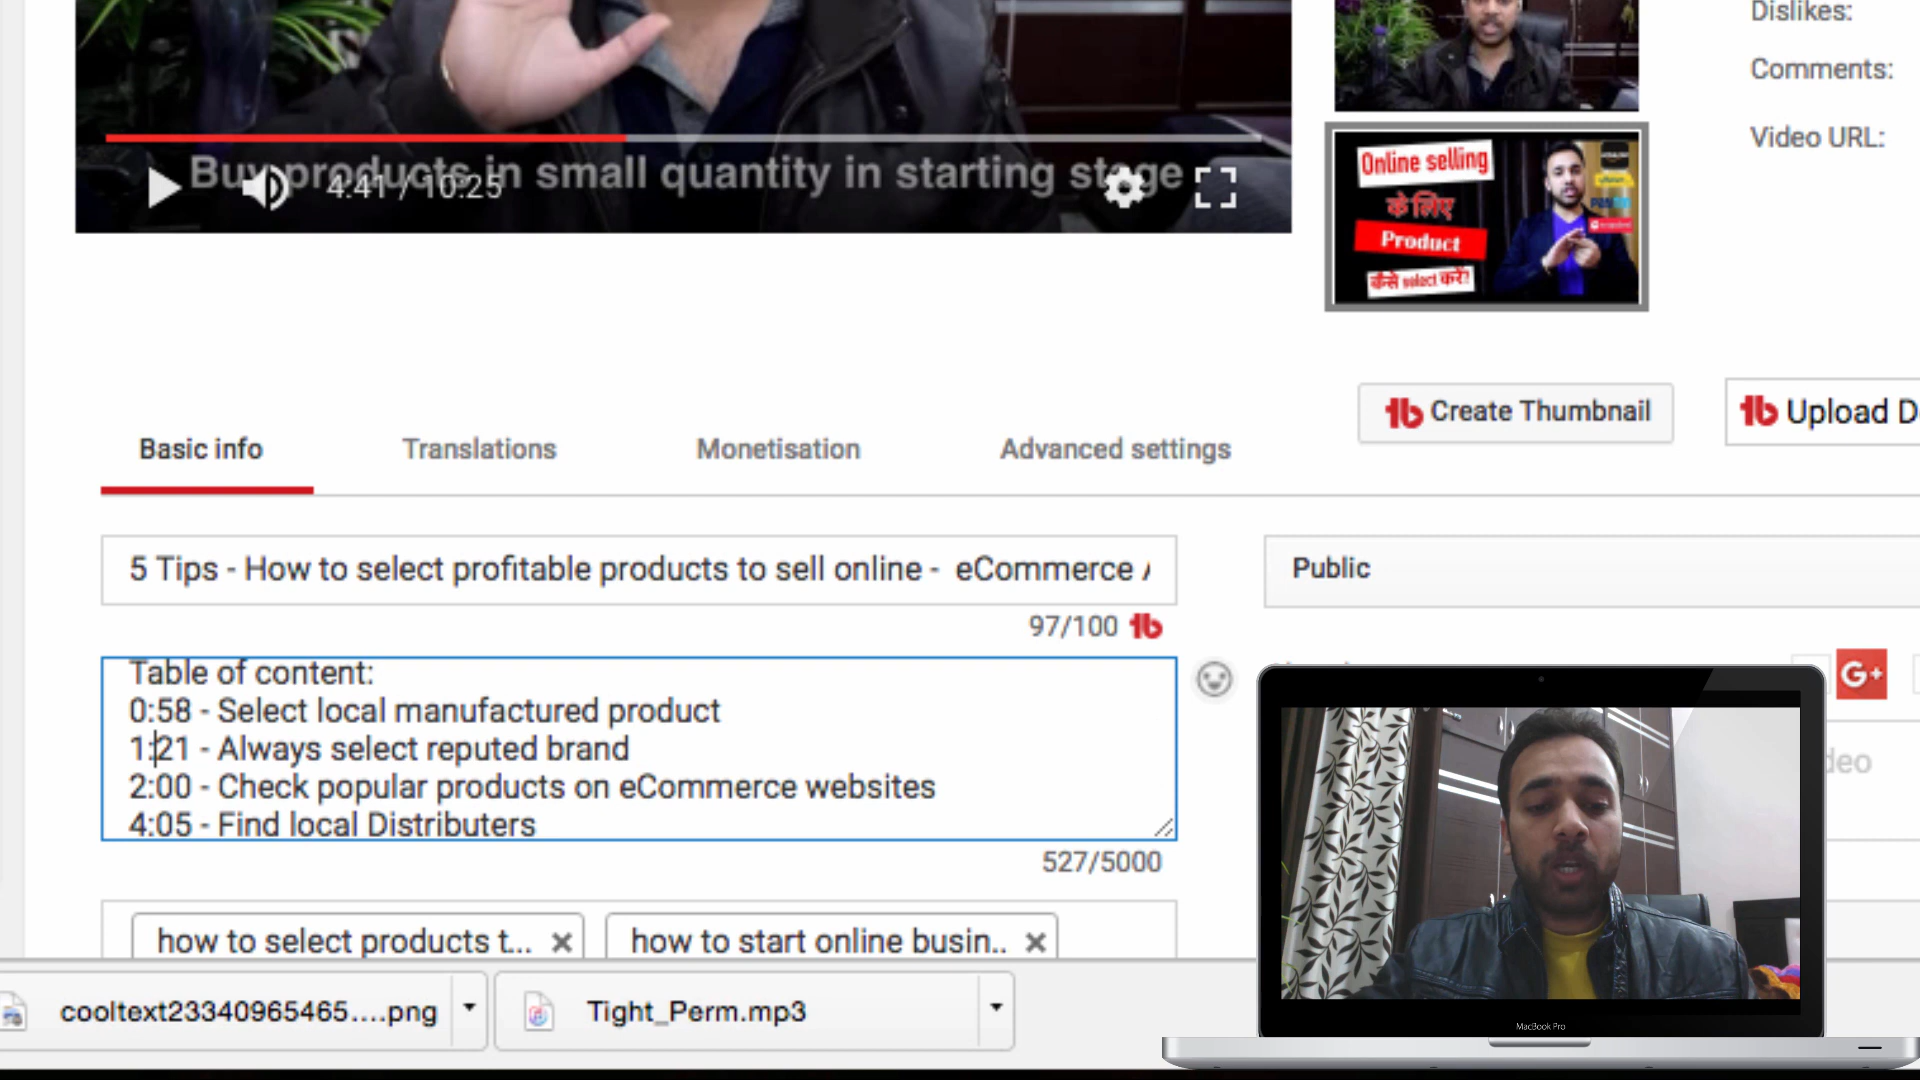 Dislikes:
Comments:
Video URL:
Buy products in small quantity in starting stage
4:41 / 10:25
Online selling
के लिए
Product
कैसे select करें?
Create Thumbnail
Upload D
Basic info
Translations
Monetisation
Advanced settings
5 Tips - How to select profitable products to sell online -  eCommerce
97/100
Public
Table of content:
0:58 - Select local manufactured product
1:21 - Always select reputed brand
2:00 - Check popular products on eCommerce websites
4:05 - Find local Distributers
527/5000
G+
deo
how to select products t...
how to start online busin..
cooltext23340965465....png
Tight_Perm.mp3
MacBook Pro